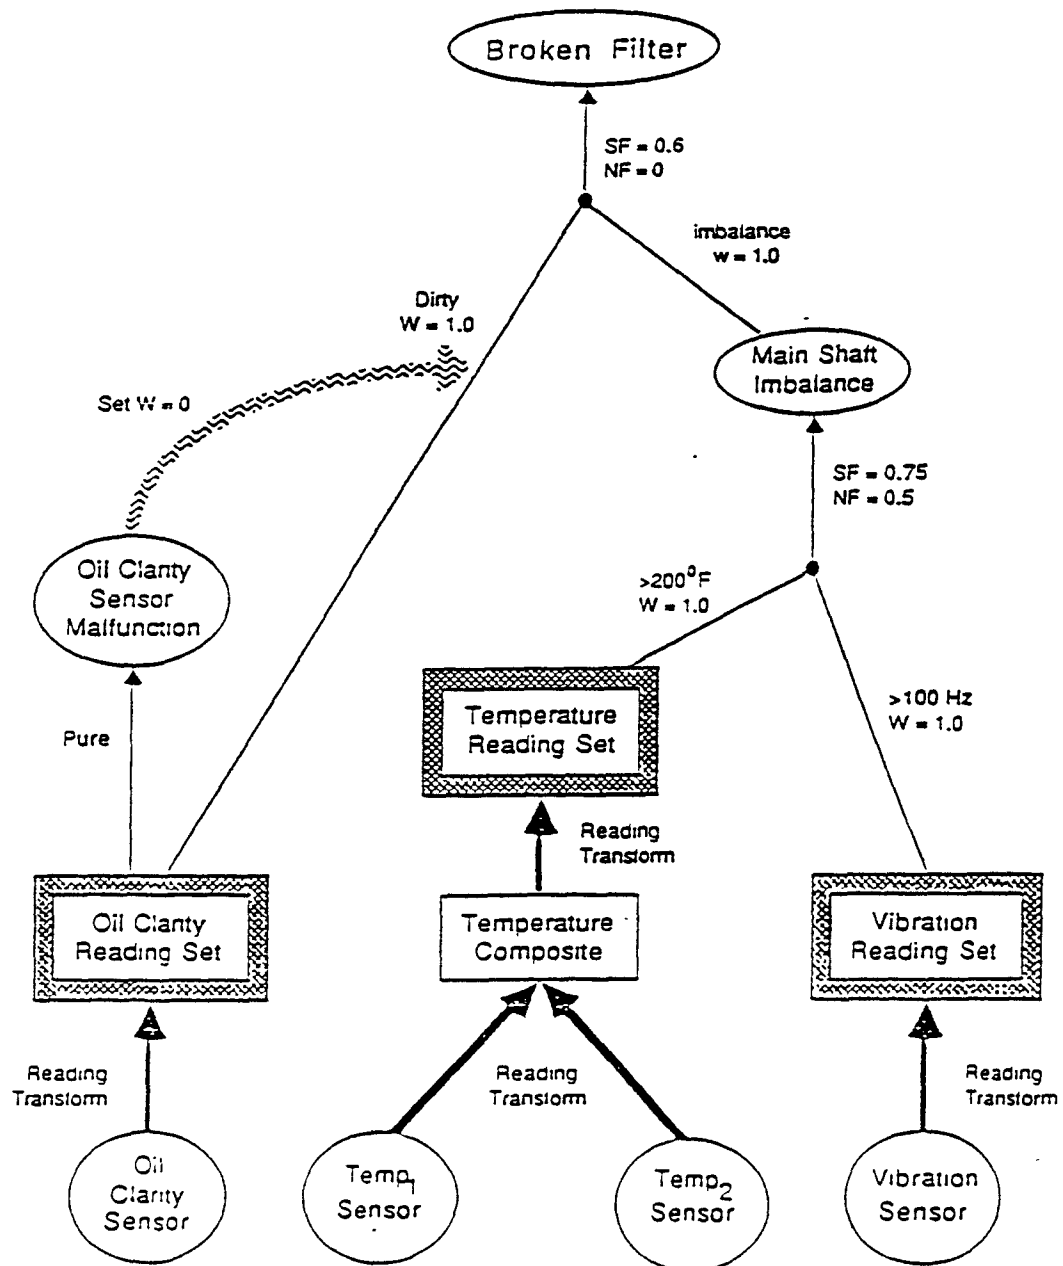 Broken Filter
SF = 0.6
NF = 0
imbalance
w = 1.0
Dirty
W = 1.0
Main Shaft
Imbalance
Set W = 0
SF = 0.75
NF = 0.5
Oil Clarity
Sensor
Malfunction
>200⁰F
W = 1.0
>100 Hz
W = 1.0
Pure
Temperature
Reading Set
Reading
Transform
Oil Clarity
Reading Set
Temperature
Composite
Vibration
Reading Set
Reading
Transform
Reading
Transform
Reading
Transform
Oil
Clarity
Sensor
Temp₁
Sensor
Temp₂
Sensor
Vibration
Sensor